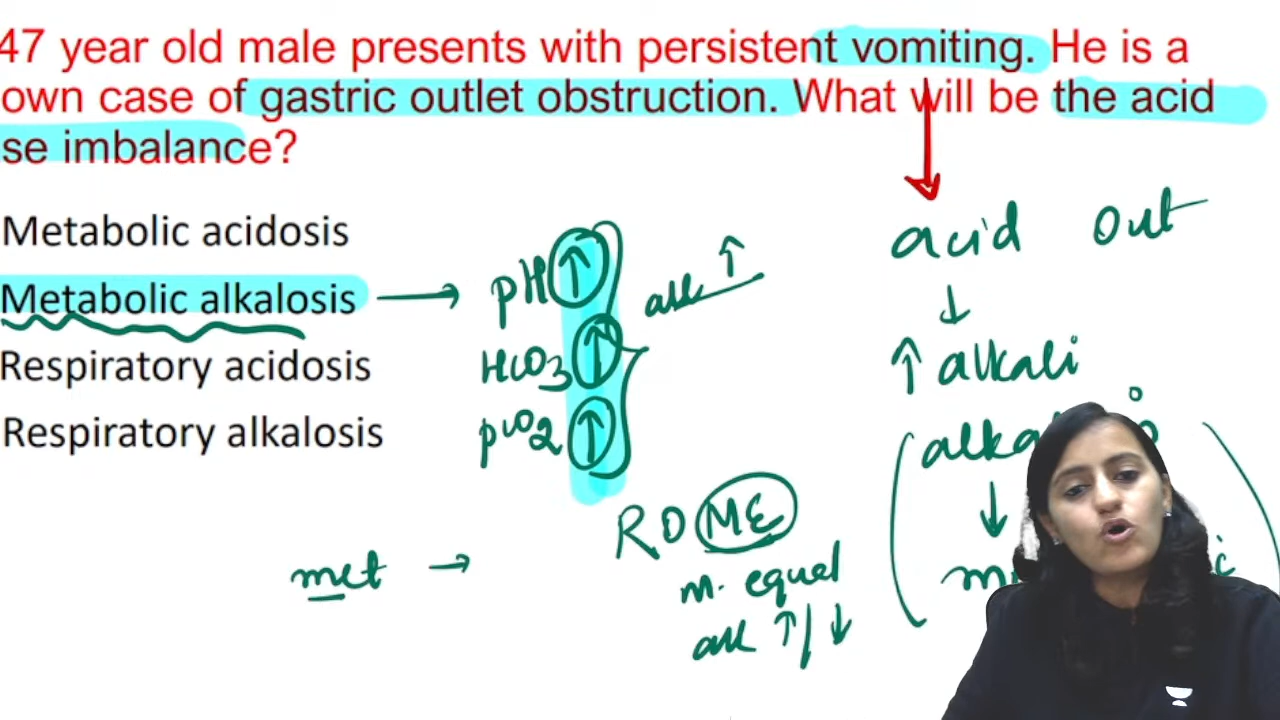 47 year old male presents with persistent vomiting. He is a
own case of gastric outlet obstruction. What will be the acid
se imbalance?
Metabolic acidosis
Metabolic alkalosis → pH ↑
Respiratory acidosis
Respiratory alkalosis
HCO3 ↑
pCO2 ↑
all ↑
acid out
↓
↑ alkali
↓
ROME
m. equal
all ↑/↓
met →